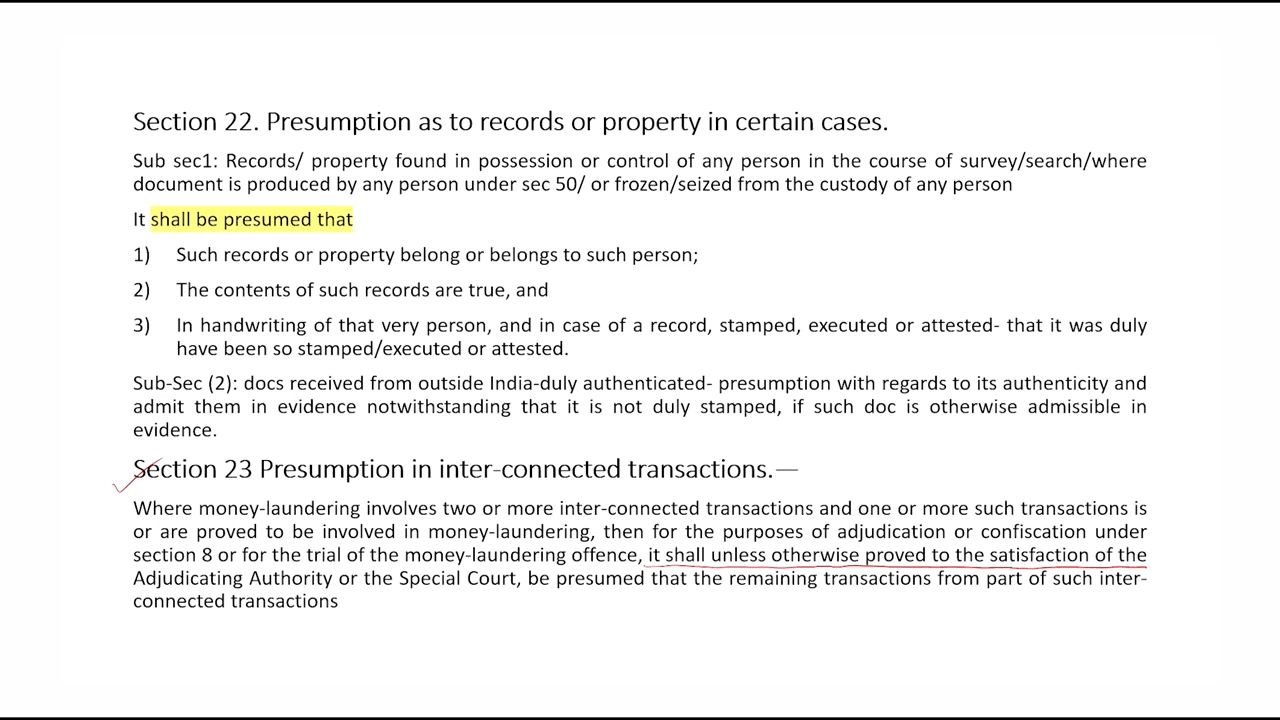 Section 22. Presumption as to records or property in certain cases.
Sub sec1: Records/ property found in possession or control of any person in the course of survey/search/where
document is produced by any person under sec 50/ or frozen/seized from the custody of any person
It shall be presumed that
1) Such records or property belong or belongs to such person;
2) The contents of such records are true, and
3) In handwriting of that very person, and in case of a record, stamped, executed or attested- that it was duly
have been so stamped/executed or attested.
Sub-Sec (2): docs received from outside India-duly authenticated- presumption with regards to its authenticity and
admit them in evidence notwithstanding that it is not duly stamped, if such doc is otherwise admissible in
evidence.
Section 23 Presumption in inter-connected transactions.—
Where money-laundering involves two or more inter-connected transactions and one or more such transactions is
or are proved to be involved in money-laundering, then for the purposes of adjudication or confiscation under
section 8 or for the trial of the money-laundering offence, it shall unless otherwise proved to the satisfaction of the
Adjudicating Authority or the Special Court, be presumed that the remaining transactions from part of such inter-
connected transactions